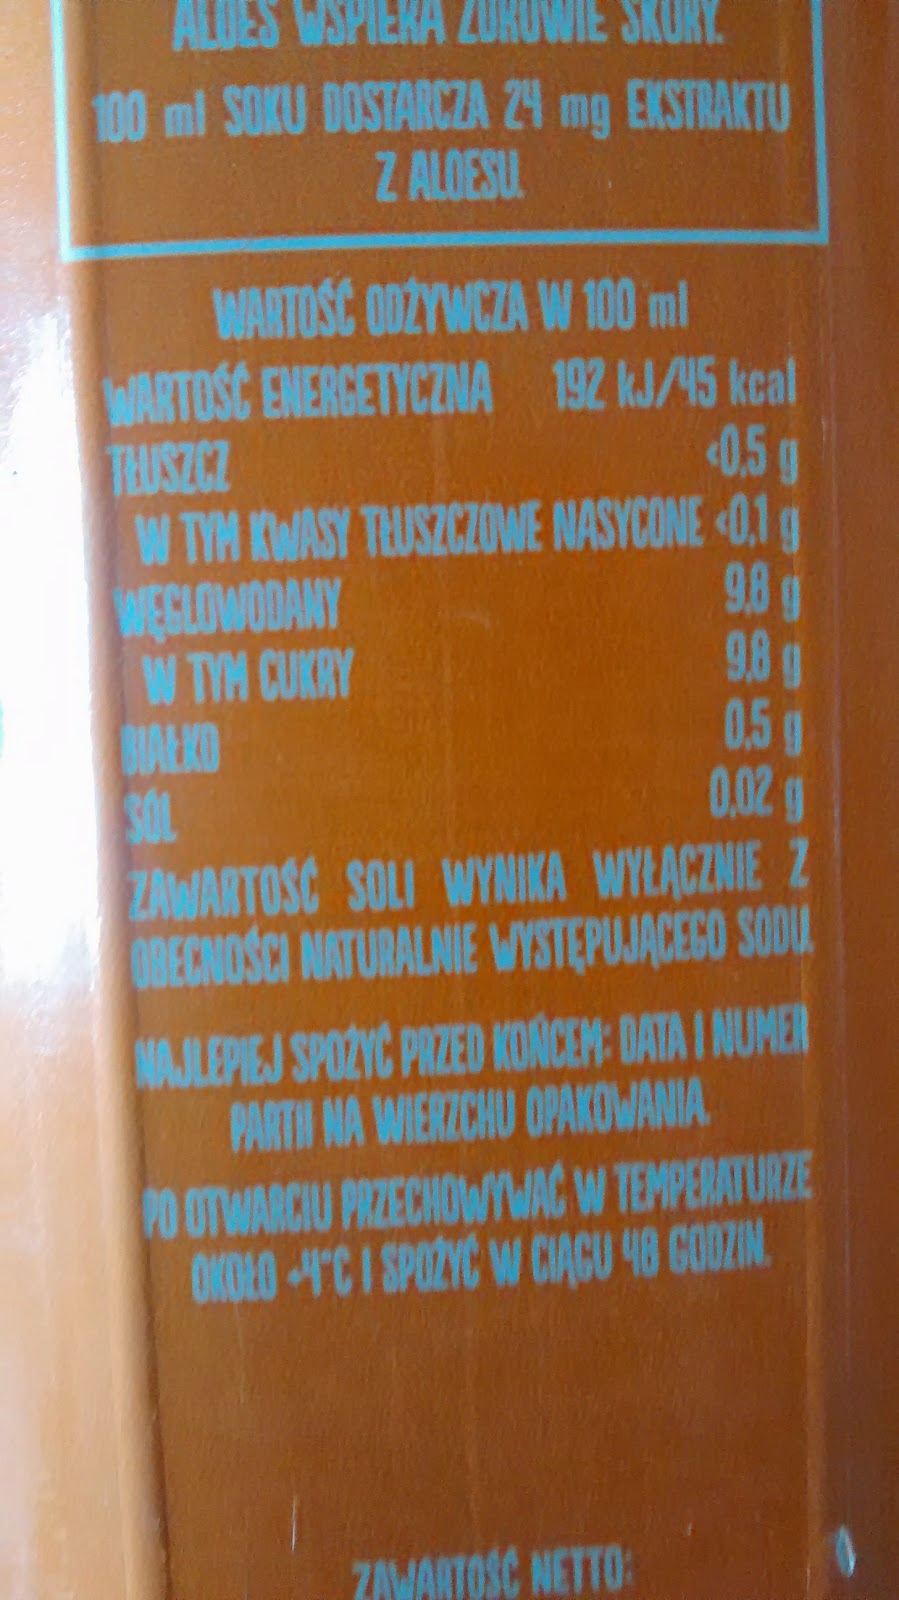 ALOES WSPIERA ZDROWIE SKÓRY.
100 ml SOKU DOSTARCZA 24 mg EKSTRAKTU
Z ALOESU.
WARTOŚĆ ODŻYWCZA W 100 ml
WARTOŚĆ ENERGETYCZNA 192 kJ/45 kcal
TŁUSZCZ <0,5 g
W TYM KWASY TŁUSZCZOWE NASYCONE <0,1 g
WĘGLOWODANY 9,8 g
W TYM CUKRY 9,8 g
BIAŁKO 0,5 g
SÓL 0,02 g
ZAWARTOŚĆ SOLI WYNIKA WYŁĄCZNIE Z
OBECNOŚCI NATURALNIE WYSTĘPUJĄCEGO SODU.
NAJLEPIEJ SPOŻYĆ PRZED KOŃCEM: DATA I NUMER
PARTII NA WIERZCHU OPAKOWANIA.
PO OTWARCIU PRZECHOWYWAĆ W TEMPERATURZE
OKOŁO +4°C I SPOŻYĆ W CIĄGU 48 GODZIN.
ZAWARTOŚĆ NETTO: